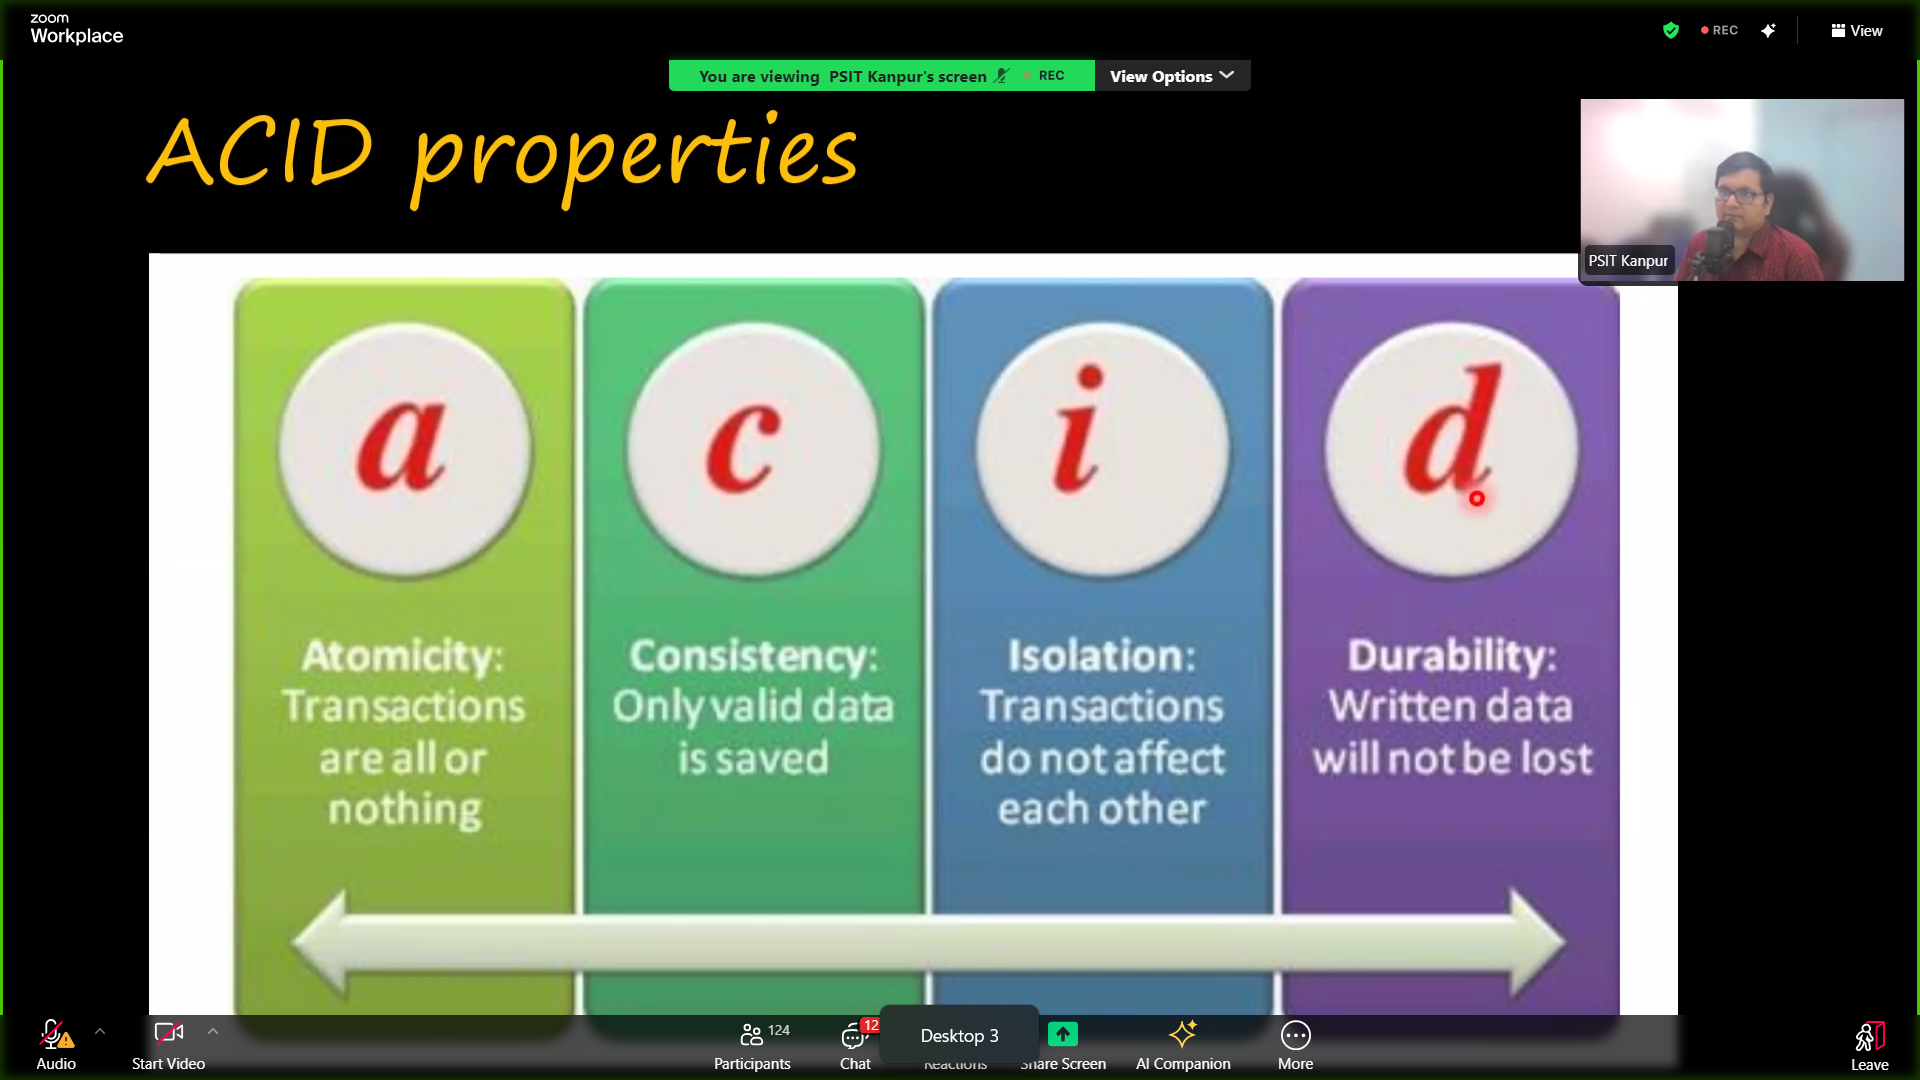 zoom
Workplace
REC
View
You are viewing PSIT Kanpur's screen REC View Options
ACID properties
PSIT Kanpur
a
c
i
d
Atomicity:
Transactions
are all or
nothing
Consistency:
Only valid data
is saved
Isolation:
Transactions
do not affect
each other
Durability:
Written data
will not be lost
Audio
Start Video
124
Participants
12
Chat
Desktop 3
Reactions
Share Screen
AI Companion
More
Leave